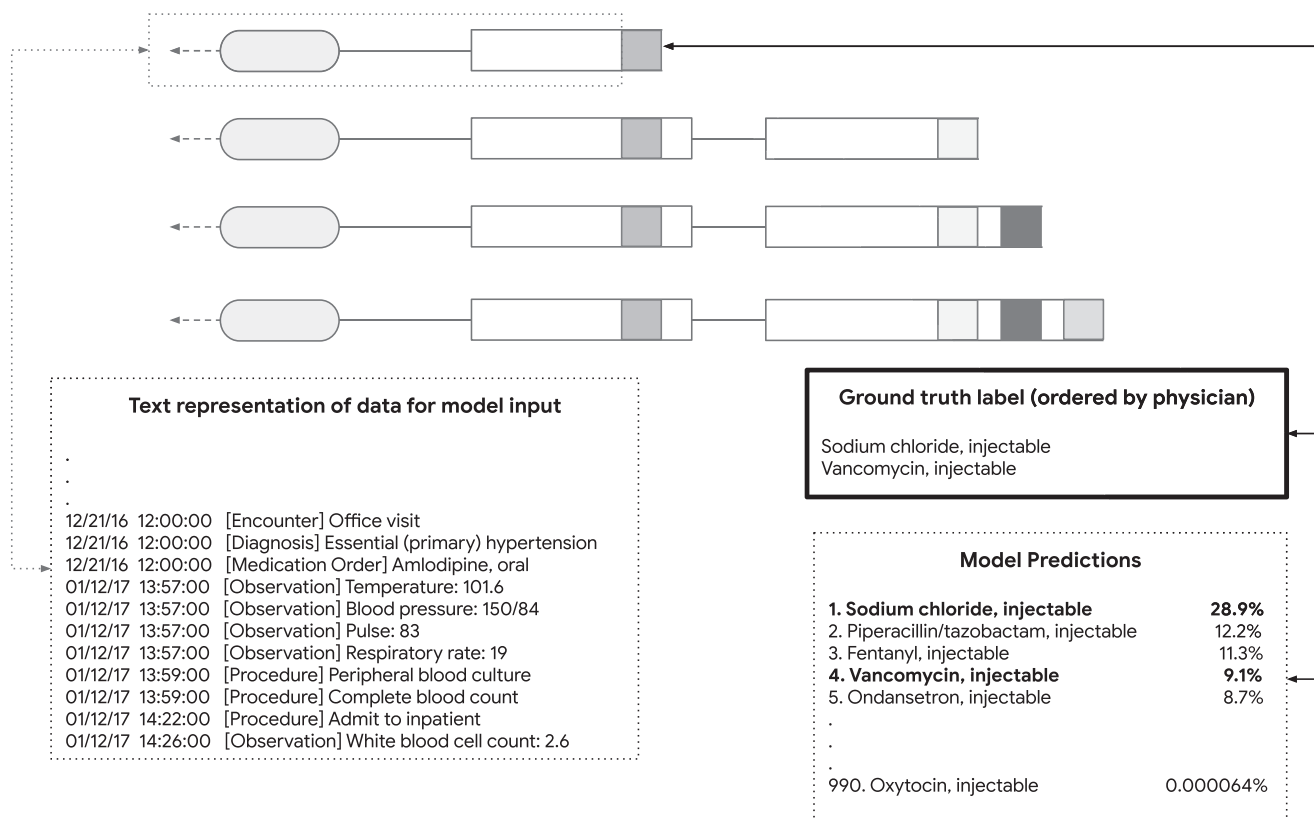 Text representation of data for model input
.
.
.
12/21/16 12:00:00 [Encounter] Office visit
12/21/16 12:00:00 [Diagnosis] Essential (primary) hypertension
12/21/16 12:00:00 [Medication Order] Amlodipine, oral
01/12/17 13:57:00 [Observation] Temperature: 101.6
01/12/17 13:57:00 [Observation] Blood pressure: 150/84
01/12/17 13:57:00 [Observation] Pulse: 83
01/12/17 13:57:00 [Observation] Respiratory rate: 19
01/12/17 13:59:00 [Procedure] Peripheral blood culture
01/12/17 13:59:00 [Procedure] Complete blood count
01/12/17 14:22:00 [Procedure] Admit to inpatient
01/12/17 14:26:00 [Observation] White blood cell count: 2.6
Ground truth label (ordered by physician)
Sodium chloride, injectable
Vancomycin, injectable
Model Predictions
1. Sodium chloride, injectable 28.9%
2. Piperacillin/tazobactam, injectable 12.2%
3. Fentanyl, injectable 11.3%
4. Vancomycin, injectable 9.1%
5. Ondansetron, injectable 8.7%
.
.
.
990. Oxytocin, injectable 0.000064%